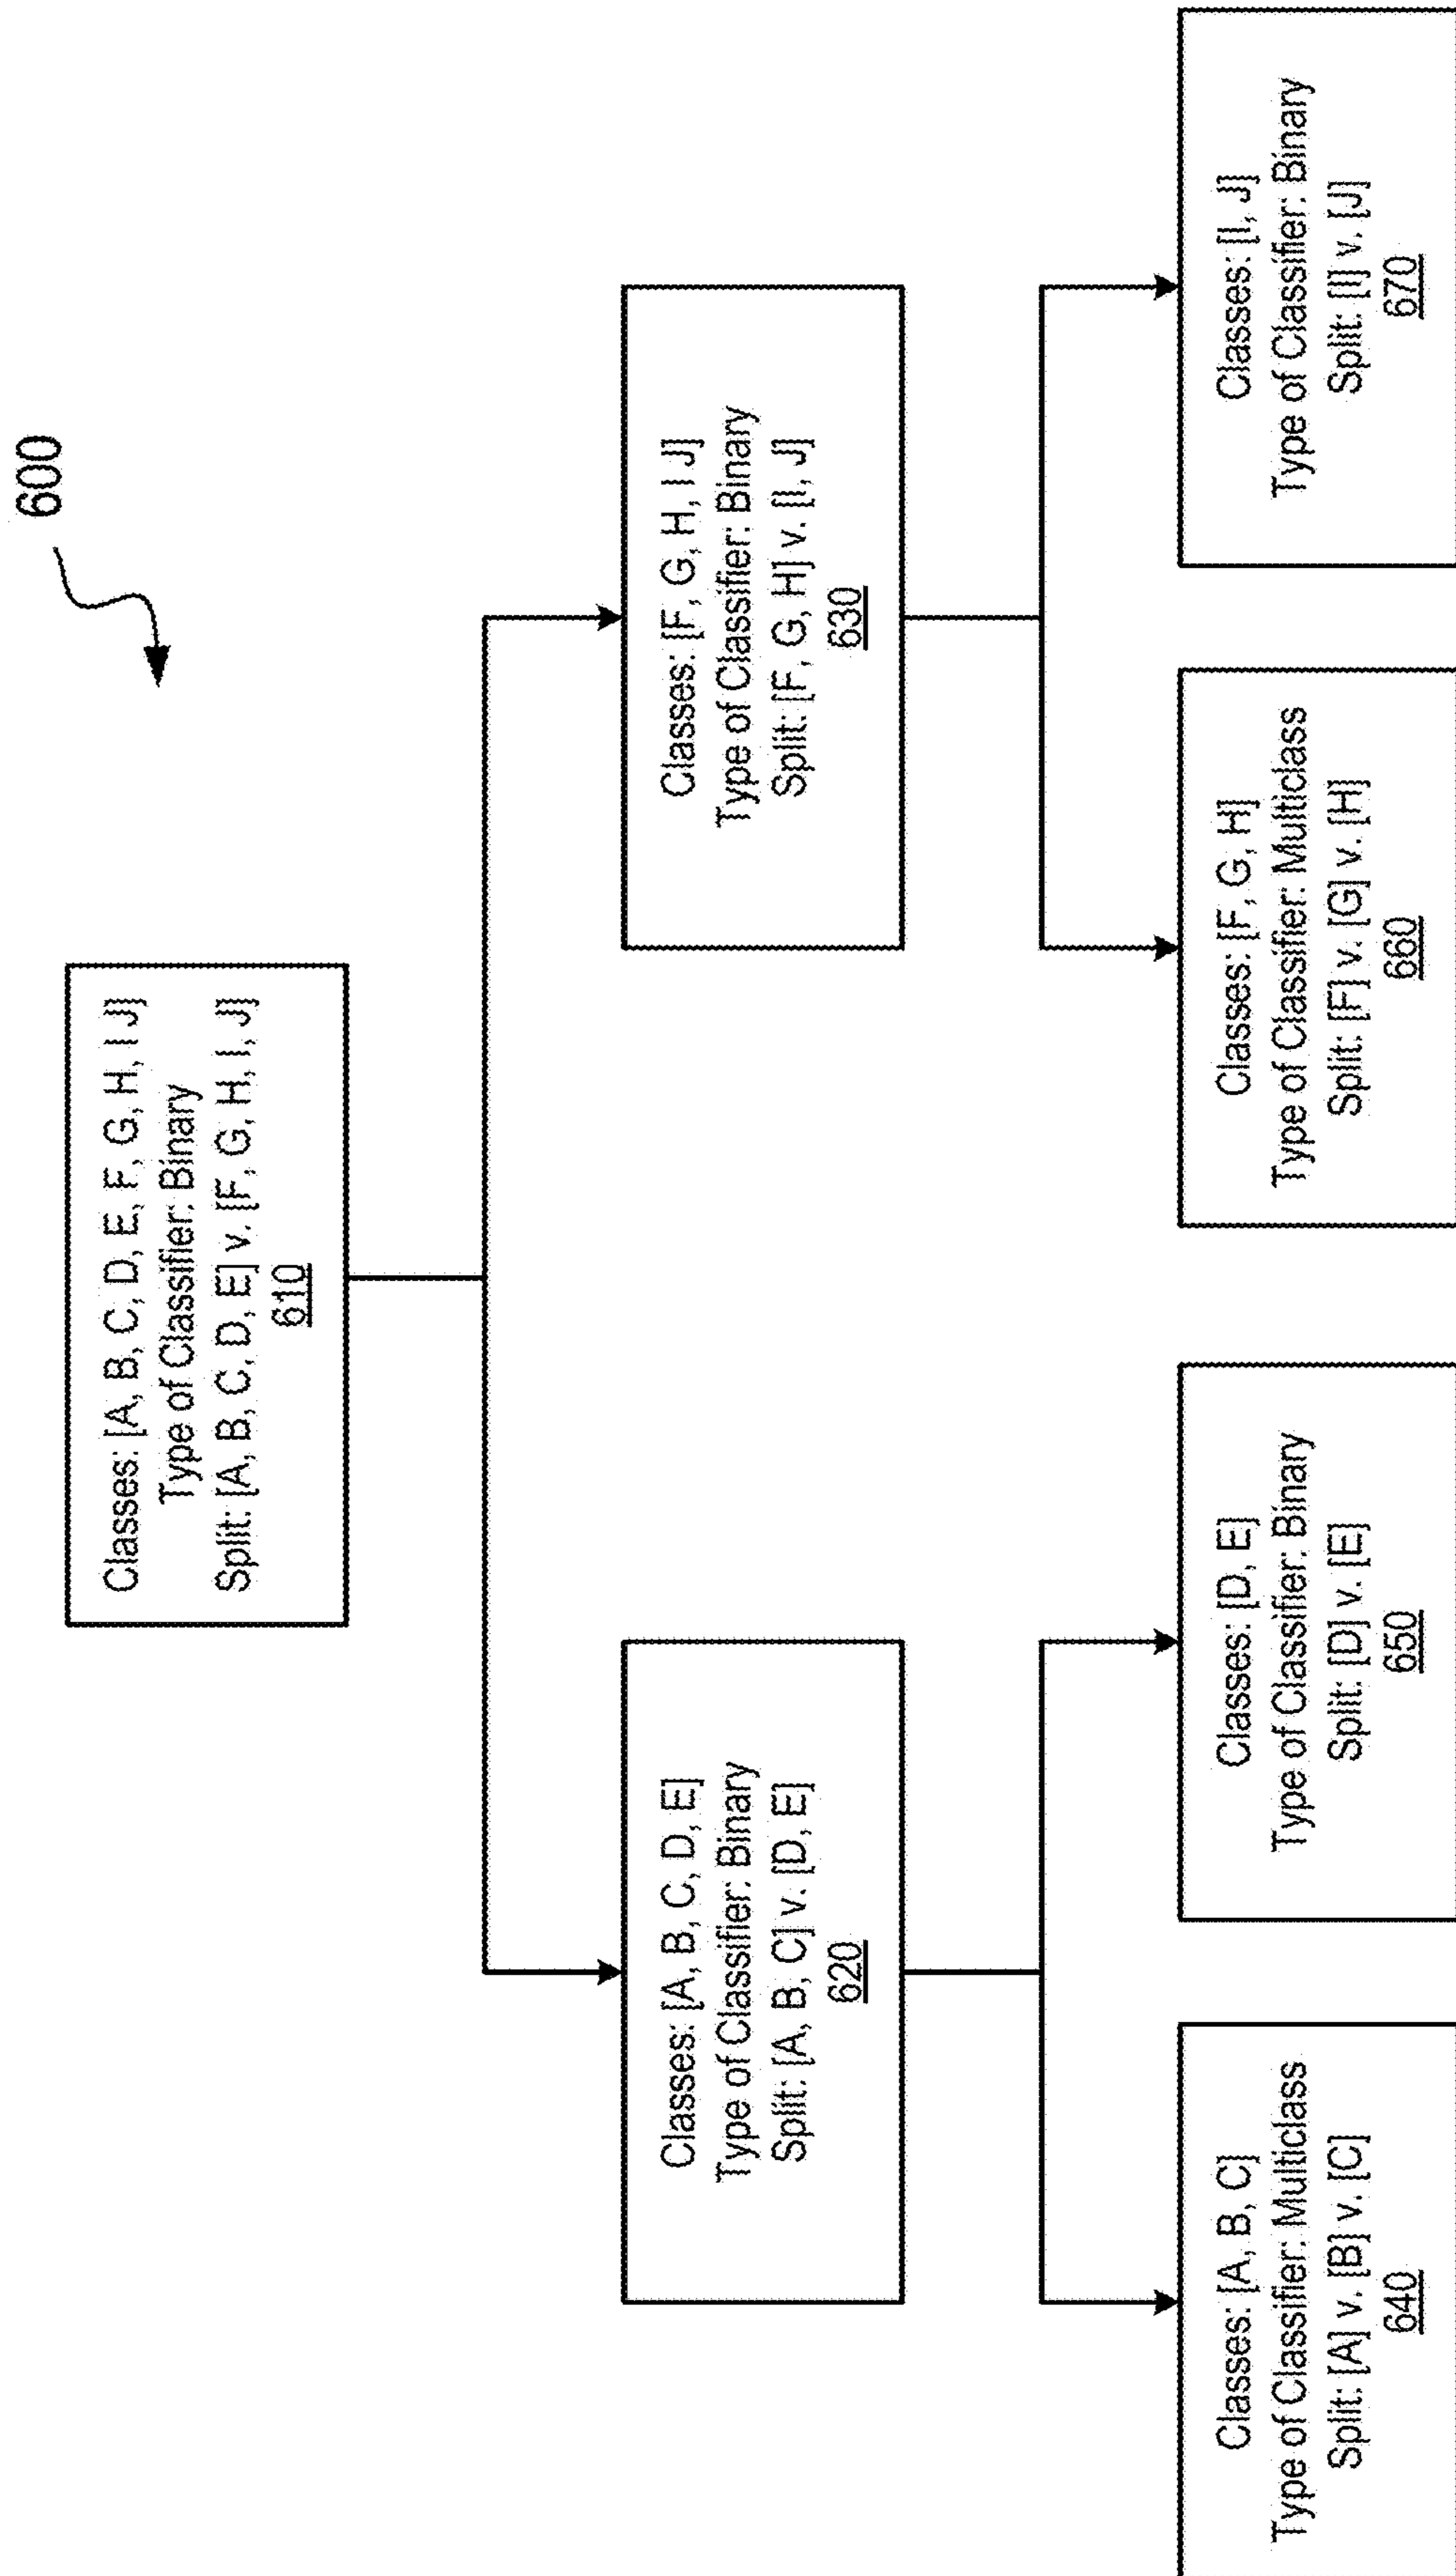 600
Classes: [A, B, C, D, E, F, G, H, I J]
Type of Classifier: Binary
Split: [A, B, C, D, E] v. [F, G, H, I, J]
610
Classes: [A, B, C, D, E]
Type of Classifier: Binary
Split: [A, B, C] v. [D, E]
620
Classes: [F, G, H, I J]
Type of Classifier: Binary
Split: [F, G, H] v. [I, J]
630
Classes: [A, B, C]
Type of Classifier: Multiclass
Split: [A] v. [B] v. [C]
640
Classes: [D, E]
Type of Classifier: Binary
Split: [D] v. [E]
650
Classes: [F, G, H]
Type of Classifier: Multiclass
Split: [F] v. [G] v. [H]
660
Classes: [I, J]
Type of Classifier: Binary
Split: [I] v. [J]
670